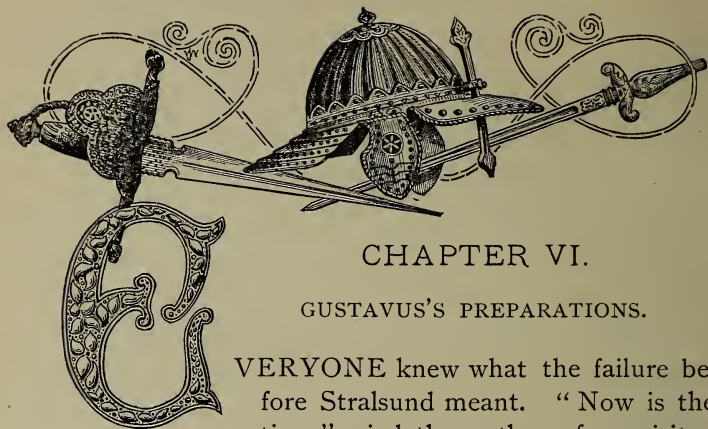 CHAPTER VI.
GUSTAVUS'S PREPARATIONS.
EVERYONE knew what the failure be
fore Stralsund meant. "Now is the